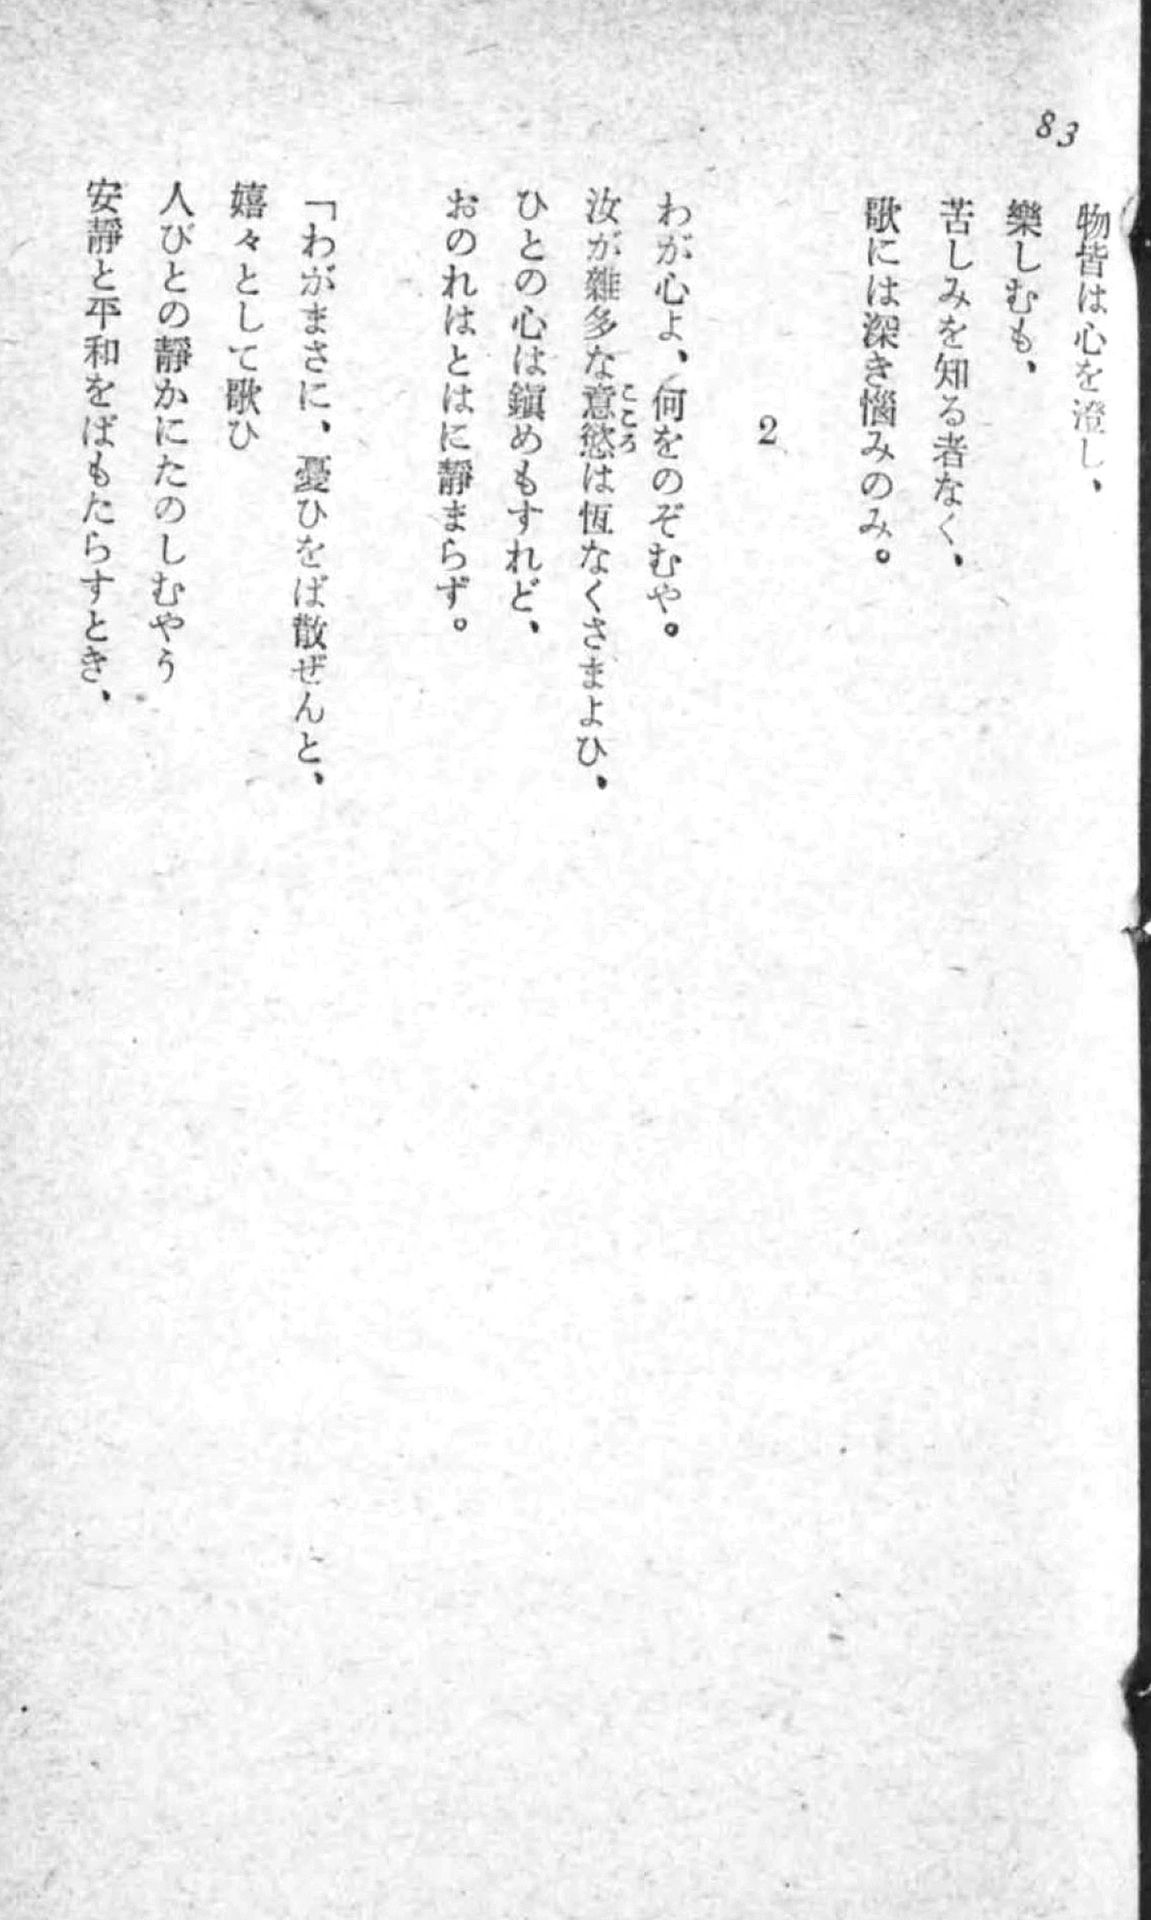 83
物皆は心を澄し、
樂しむも、
苦しみを知る者なく、
歌には深き惱みのみ。
2
わが心よ、何をのぞむや。
汝が雜多な意慾は恆なくさまよひ、
こころ
ひとの心は鎭めもすれど、
おのれはとはに靜まらず。
「わがまさに、憂ひをば散ぜんと、
嬉々として歌ひ
人びとの靜かにたのしむやう
安靜と平和をばもたらすとき、